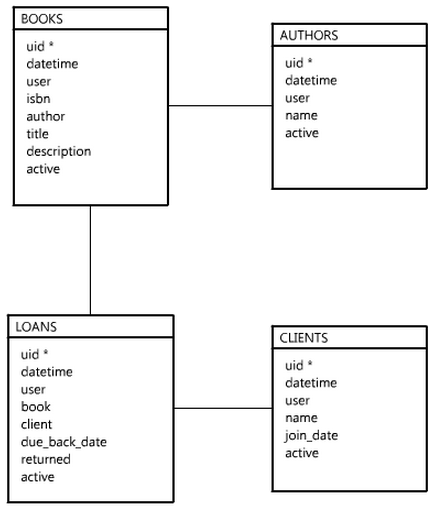 BOOKS
uid *
datetime
user
isbn
author
title
description
active
AUTHORS
uid *
datetime
user
name
active
LOANS
uid *
datetime
user
book
client
due_back_date
returned
active
CLIENTS
uid *
datetime
user
name
join_date
active